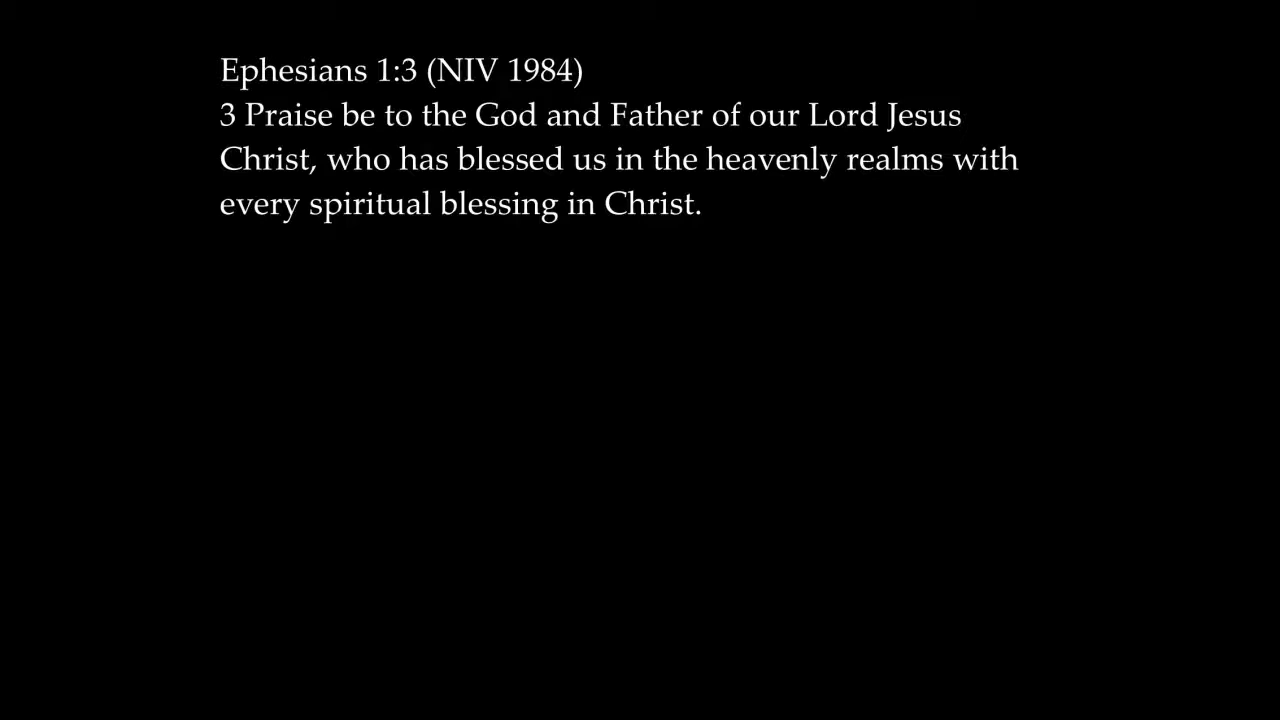 Ephesians 1:3 (NIV 1984)
3 Praise be to the God and Father of our Lord Jesus
Christ, who has blessed us in the heavenly realms with
every spiritual blessing in Christ.